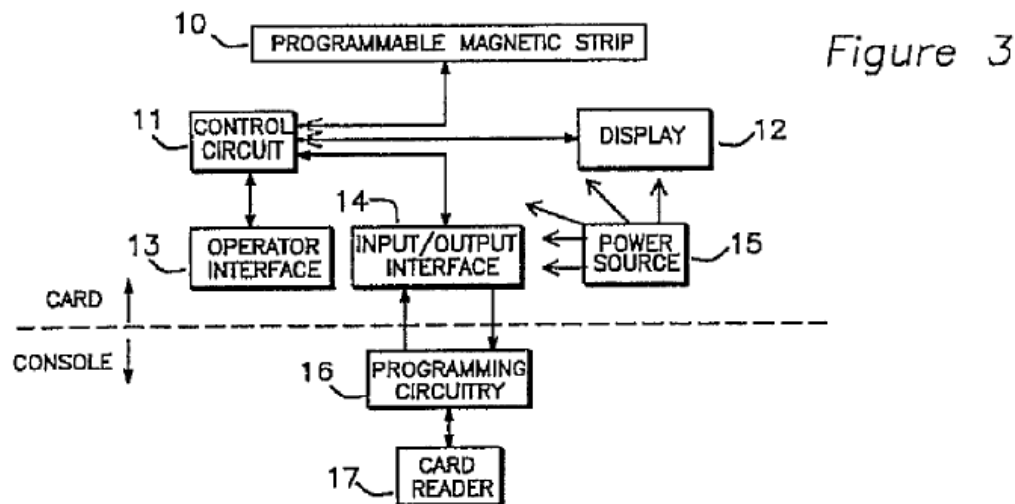 10
PROGRAMMABLE MAGNETIC STRIP
Figure 3
11
CONTROL
CIRCUIT
DISPLAY
12
13
OPERATOR
INTERFACE
14
INPUT/OUTPUT
INTERFACE
POWER
SOURCE
15
CARD
CONSOLE
16
PROGRAMMING
CIRCUITRY
17
CARD
READER